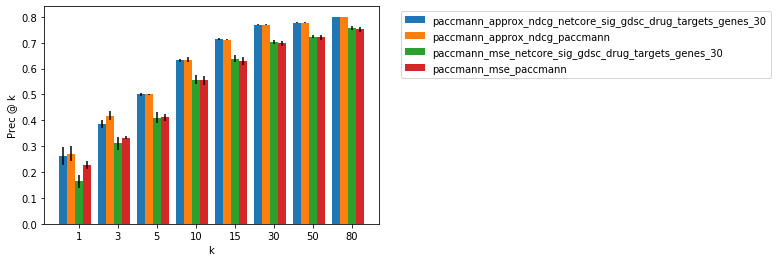 0.8
0.7
0.6
0.5
0.4
0.3
0.2
0.1
0.0
Prec @ k
1 3 5 10 15 30 50 80
k
paccmann_approx_ndcg_netcore_sig_gdsc_drug_targets_genes_30
paccmann_approx_ndcg_paccmann
paccmann_mse_netcore_sig_gdsc_drug_targets_genes_30
paccmann_mse_paccmann